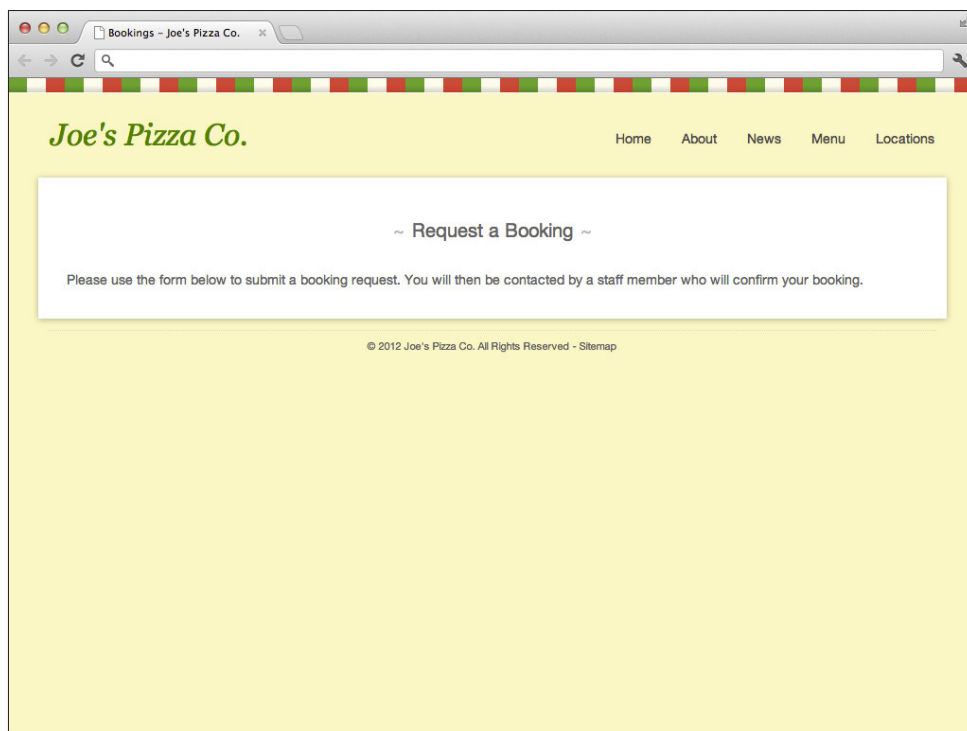 Bookings – Joe's Pizza Co.
Joe's Pizza Co.
Home About News Menu Locations
~ Request a Booking ~
Please use the form below to submit a booking request. You will then be contacted by a staff member who will confirm your booking.
© 2012 Joe's Pizza Co. All Rights Reserved - Sitemap